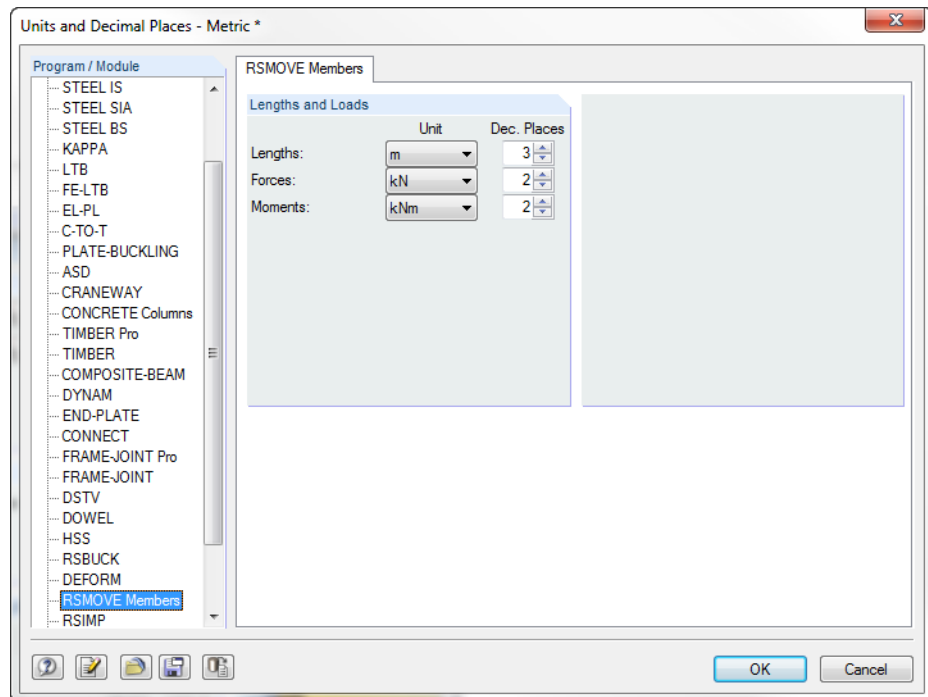 Units and Decimal Places - Metric *
Program / Module
STEEL IS
STEEL SIA
STEEL BS
KAPPA
LTB
FE-LTB
EL-PL
C-TO-T
PLATE-BUCKLING
ASD
CRANEWAY
CONCRETE Columns
TIMBER Pro
TIMBER
COMPOSITE-BEAM
DYNAM
END-PLATE
CONNECT
FRAME-JOINT Pro
FRAME-JOINT
DSTV
DOWEL
HSS
RSBUCK
DEFORM
RSMOVE Members
RSIMP
RSMOVE Members
Lengths and Loads
Unit Dec. Places
Lengths: m 3
Forces: kN 2
Moments: kNm 2
OK Cancel